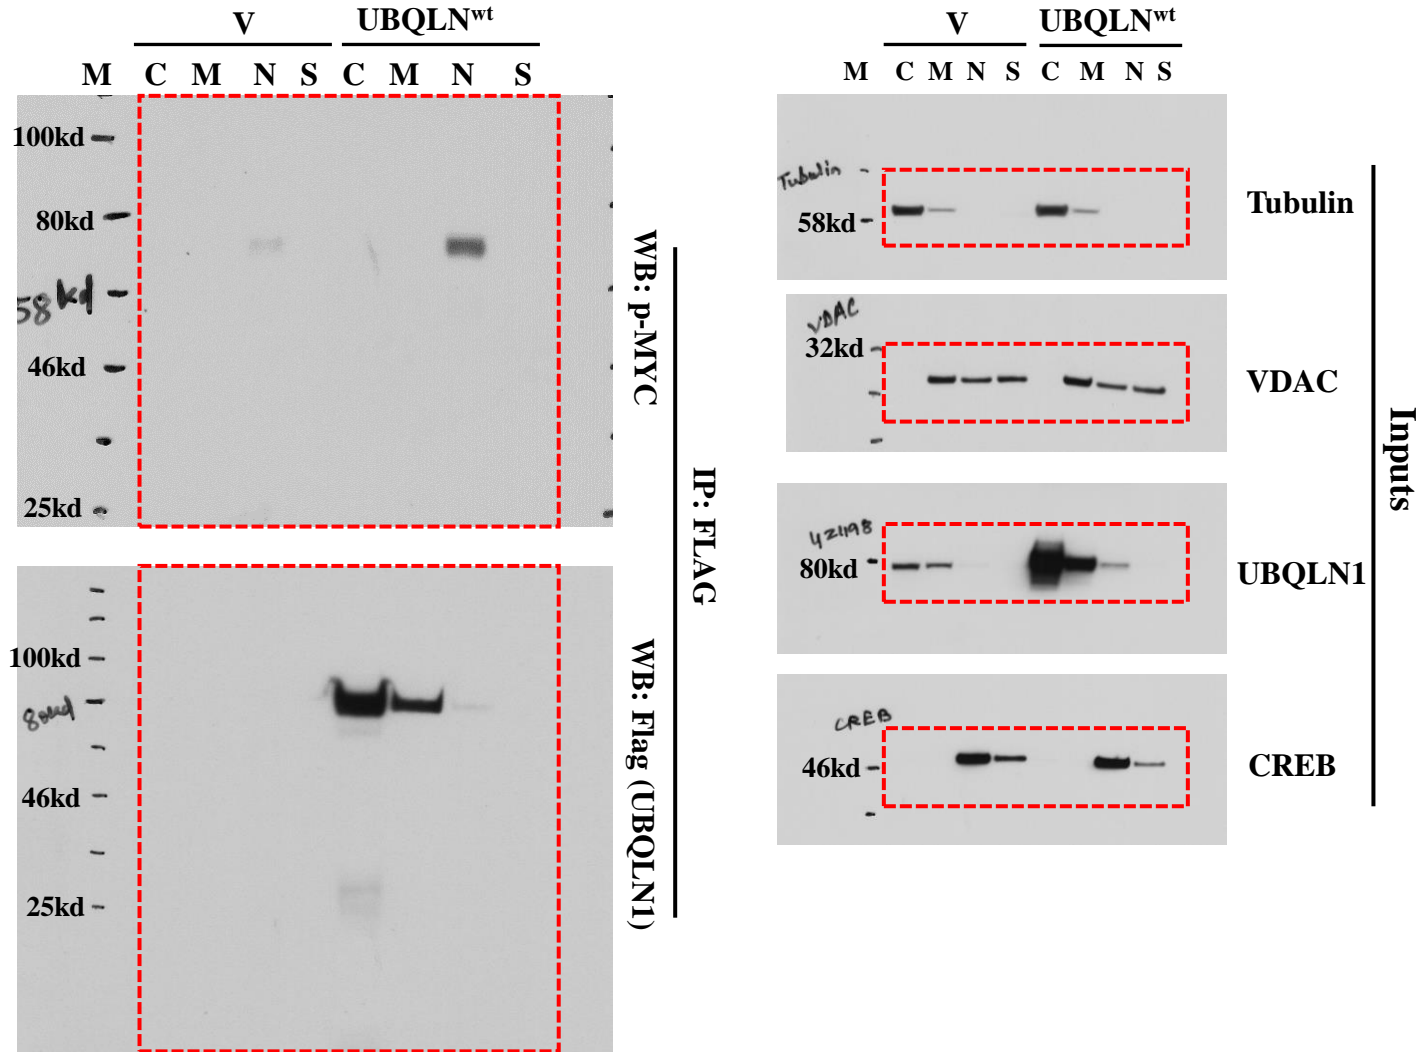 V UBQLNwt
M C M N S C M N S
100kd
80kd
58kd
46kd
25kd
WB: p-MYC
100kd
80kd
46kd
25kd
WB: Flag (UBQLN1)
IP: FLAG
V UBQLNwt
M C M N S C M N S
Tubulin
58kd
Tubulin
VDAC
32kd
VDAC
80kd
UBQLN1
CREB
46kd
CREB
Inputs